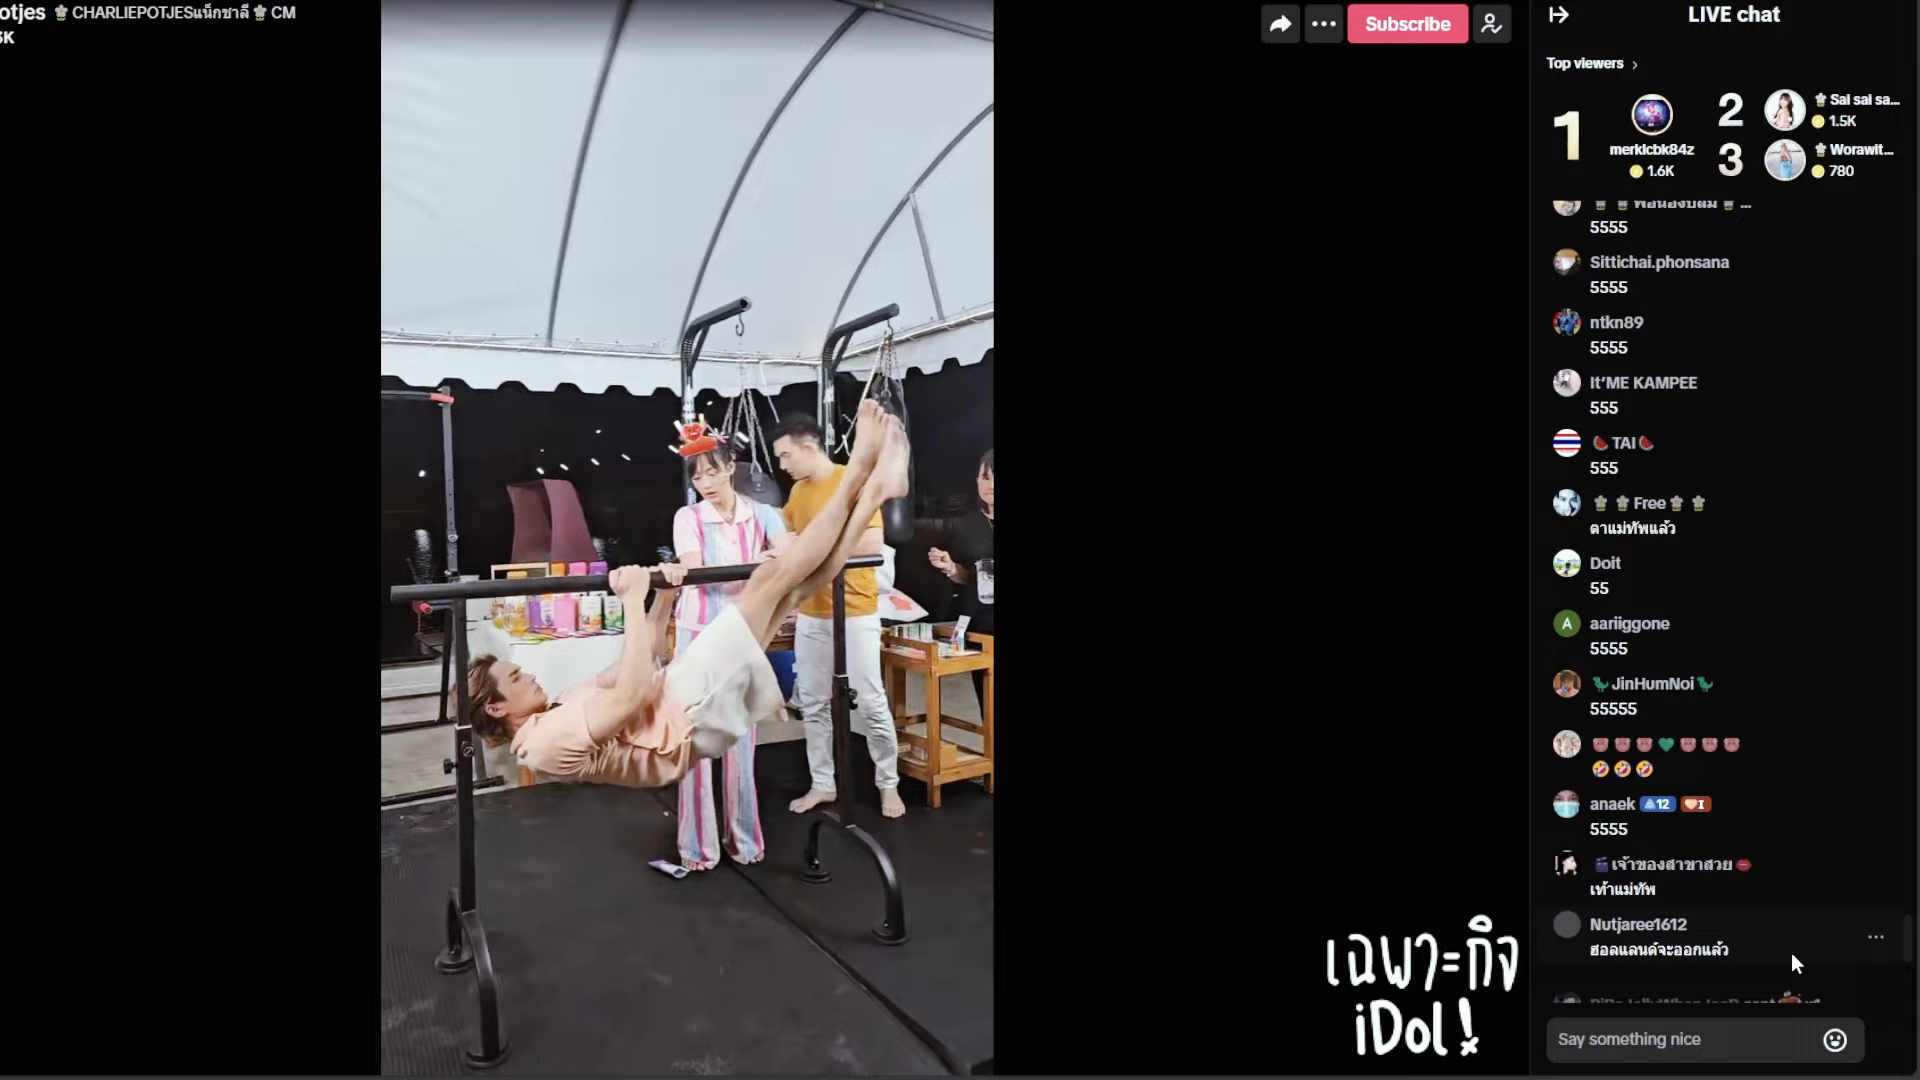 otjes CHARLIEPOTJESแน็กชาลี CM
Subscribe
LIVE chat
Top viewers
1
merklcbk84z
1.6K
2
Sai sai sa...
1.5K
3
Worawit...
780
5555
Sittichai.phonsana
5555
ntkn89
5555
It'ME KAMPEE
555
TAI
555
Free
ตาแม่ทัพแล้ว
Doit
55
A
aariiggone
5555
JinHumNoi
55555
anaek 12 I
5555
เจ้าของสาขาสวย
เท้าแม่ทัพ
Nutjaree1612
ฮอลแลนด์จะออกแล้ว
Say something nice
เฉพาะกิจ
iDol!